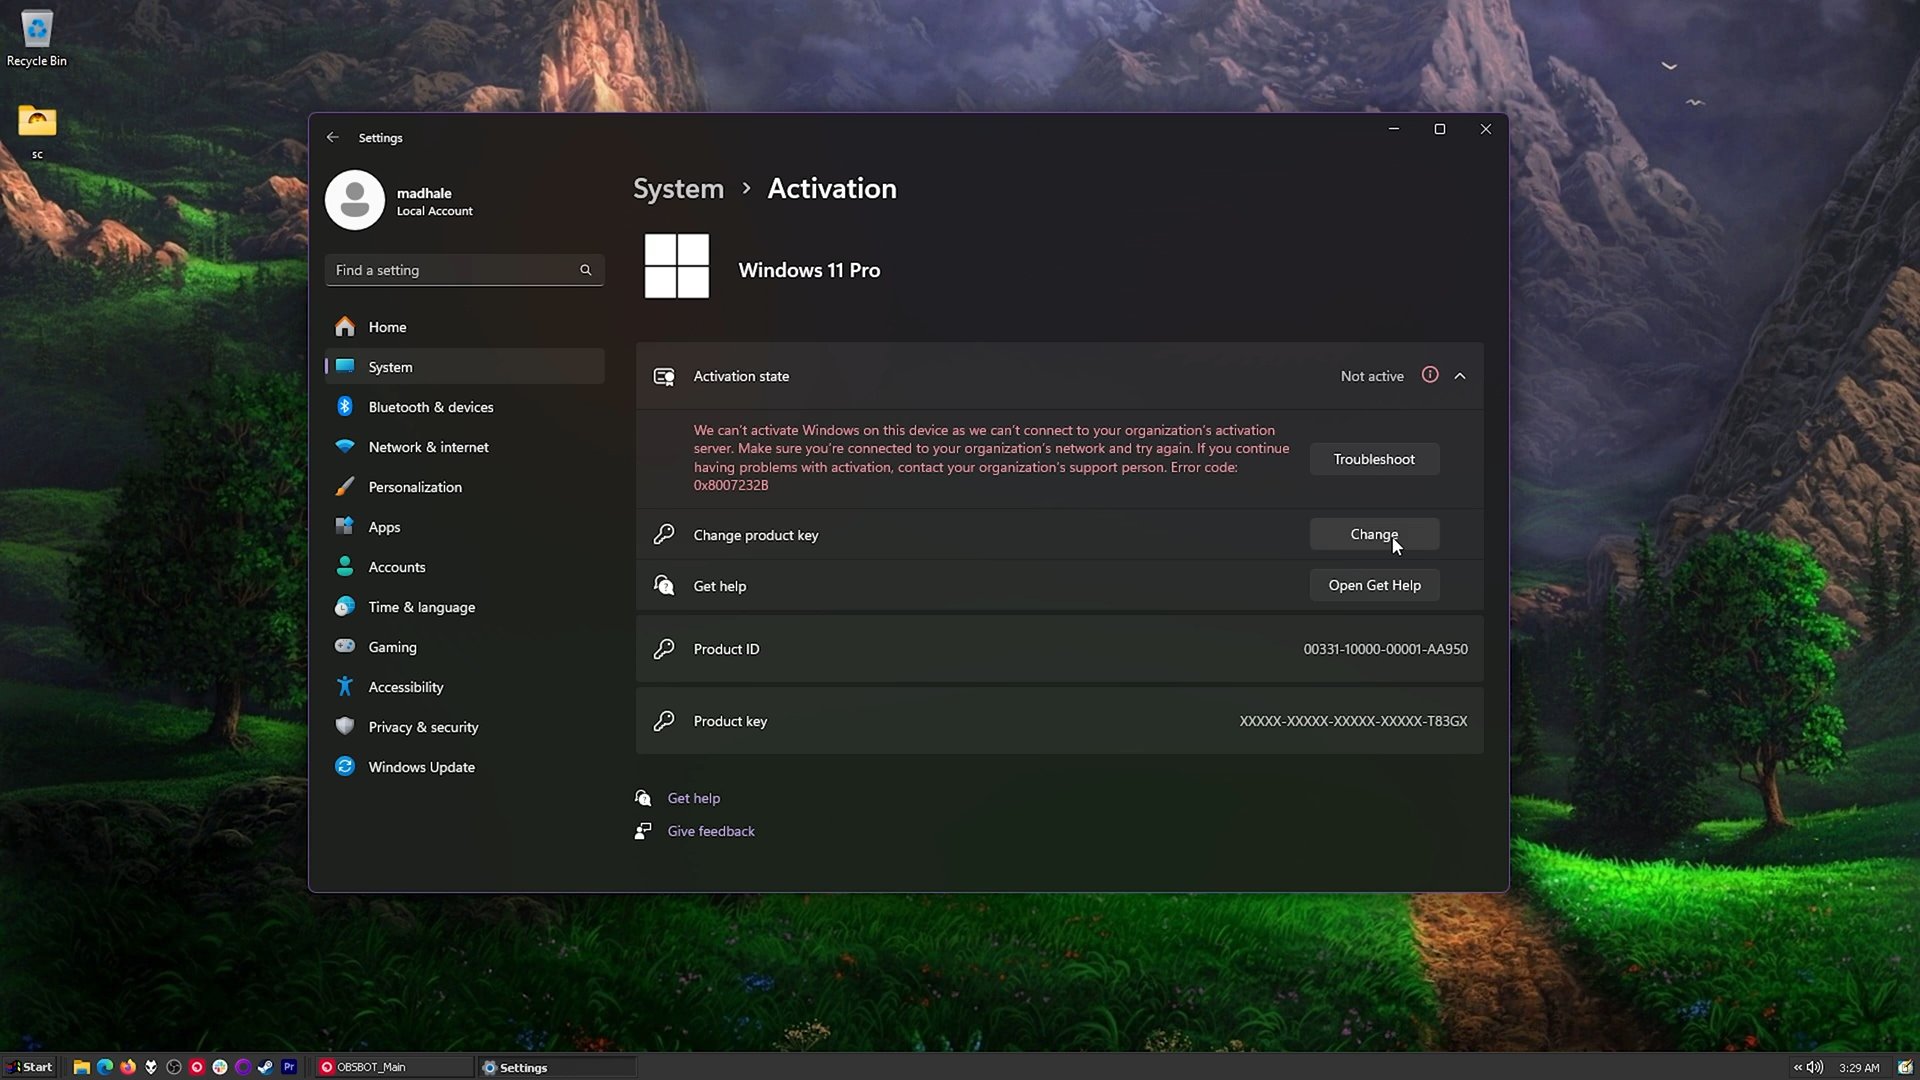 Recycle Bin
sc
Settings
madhale
Local Account
Find a setting
Home
System
Bluetooth & devices
Network & internet
Personalization
Apps
Accounts
Time & language
Gaming
Accessibility
Privacy & security
Windows Update
System > Activation
Windows 11 Pro
Activation state
Not active
We can't activate Windows on this device as we can't connect to your organization's activation
server. Make sure you're connected to your organization's network and try again. If you continue
having problems with activation, contact your organization's support person. Error code:
0x8007232B
Troubleshoot
Change product key
Change
Get help
Open Get Help
Product ID
00331-10000-00001-AA950
Product key
XXXXX-XXXXX-XXXXX-XXXXX-T83GX
Get help
Give feedback
Start
Pr
OBSBOT_Main
Settings
3:29 AM